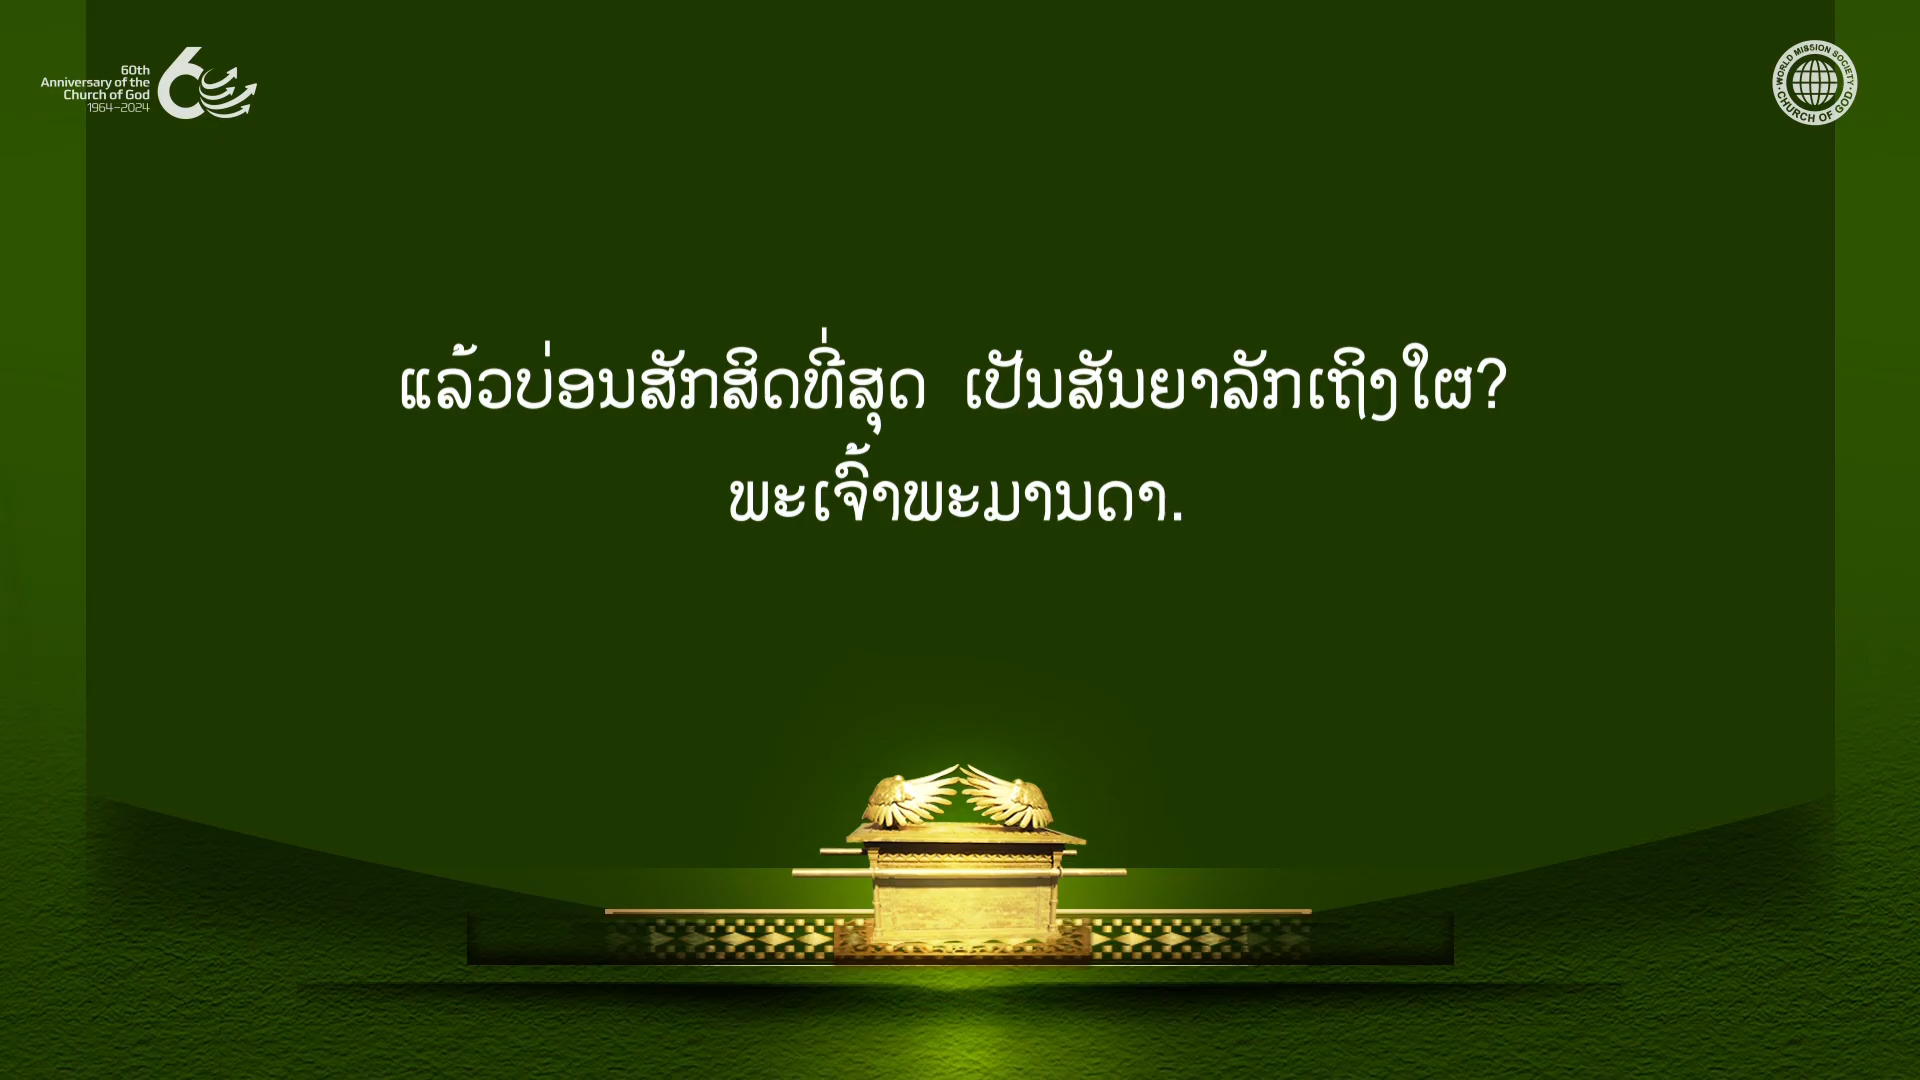 60th
Anniversary of the
Church of God
1964–2024
WORLD MISSION SOCIETY
CHURCH OF GOD
ແລ້ວບ່ອນສັກສິດທີ່ສຸດ ເປັນສັນຍາລັກເຖິງໃຜ?
ພະເຈົ້າພະມານດາ.